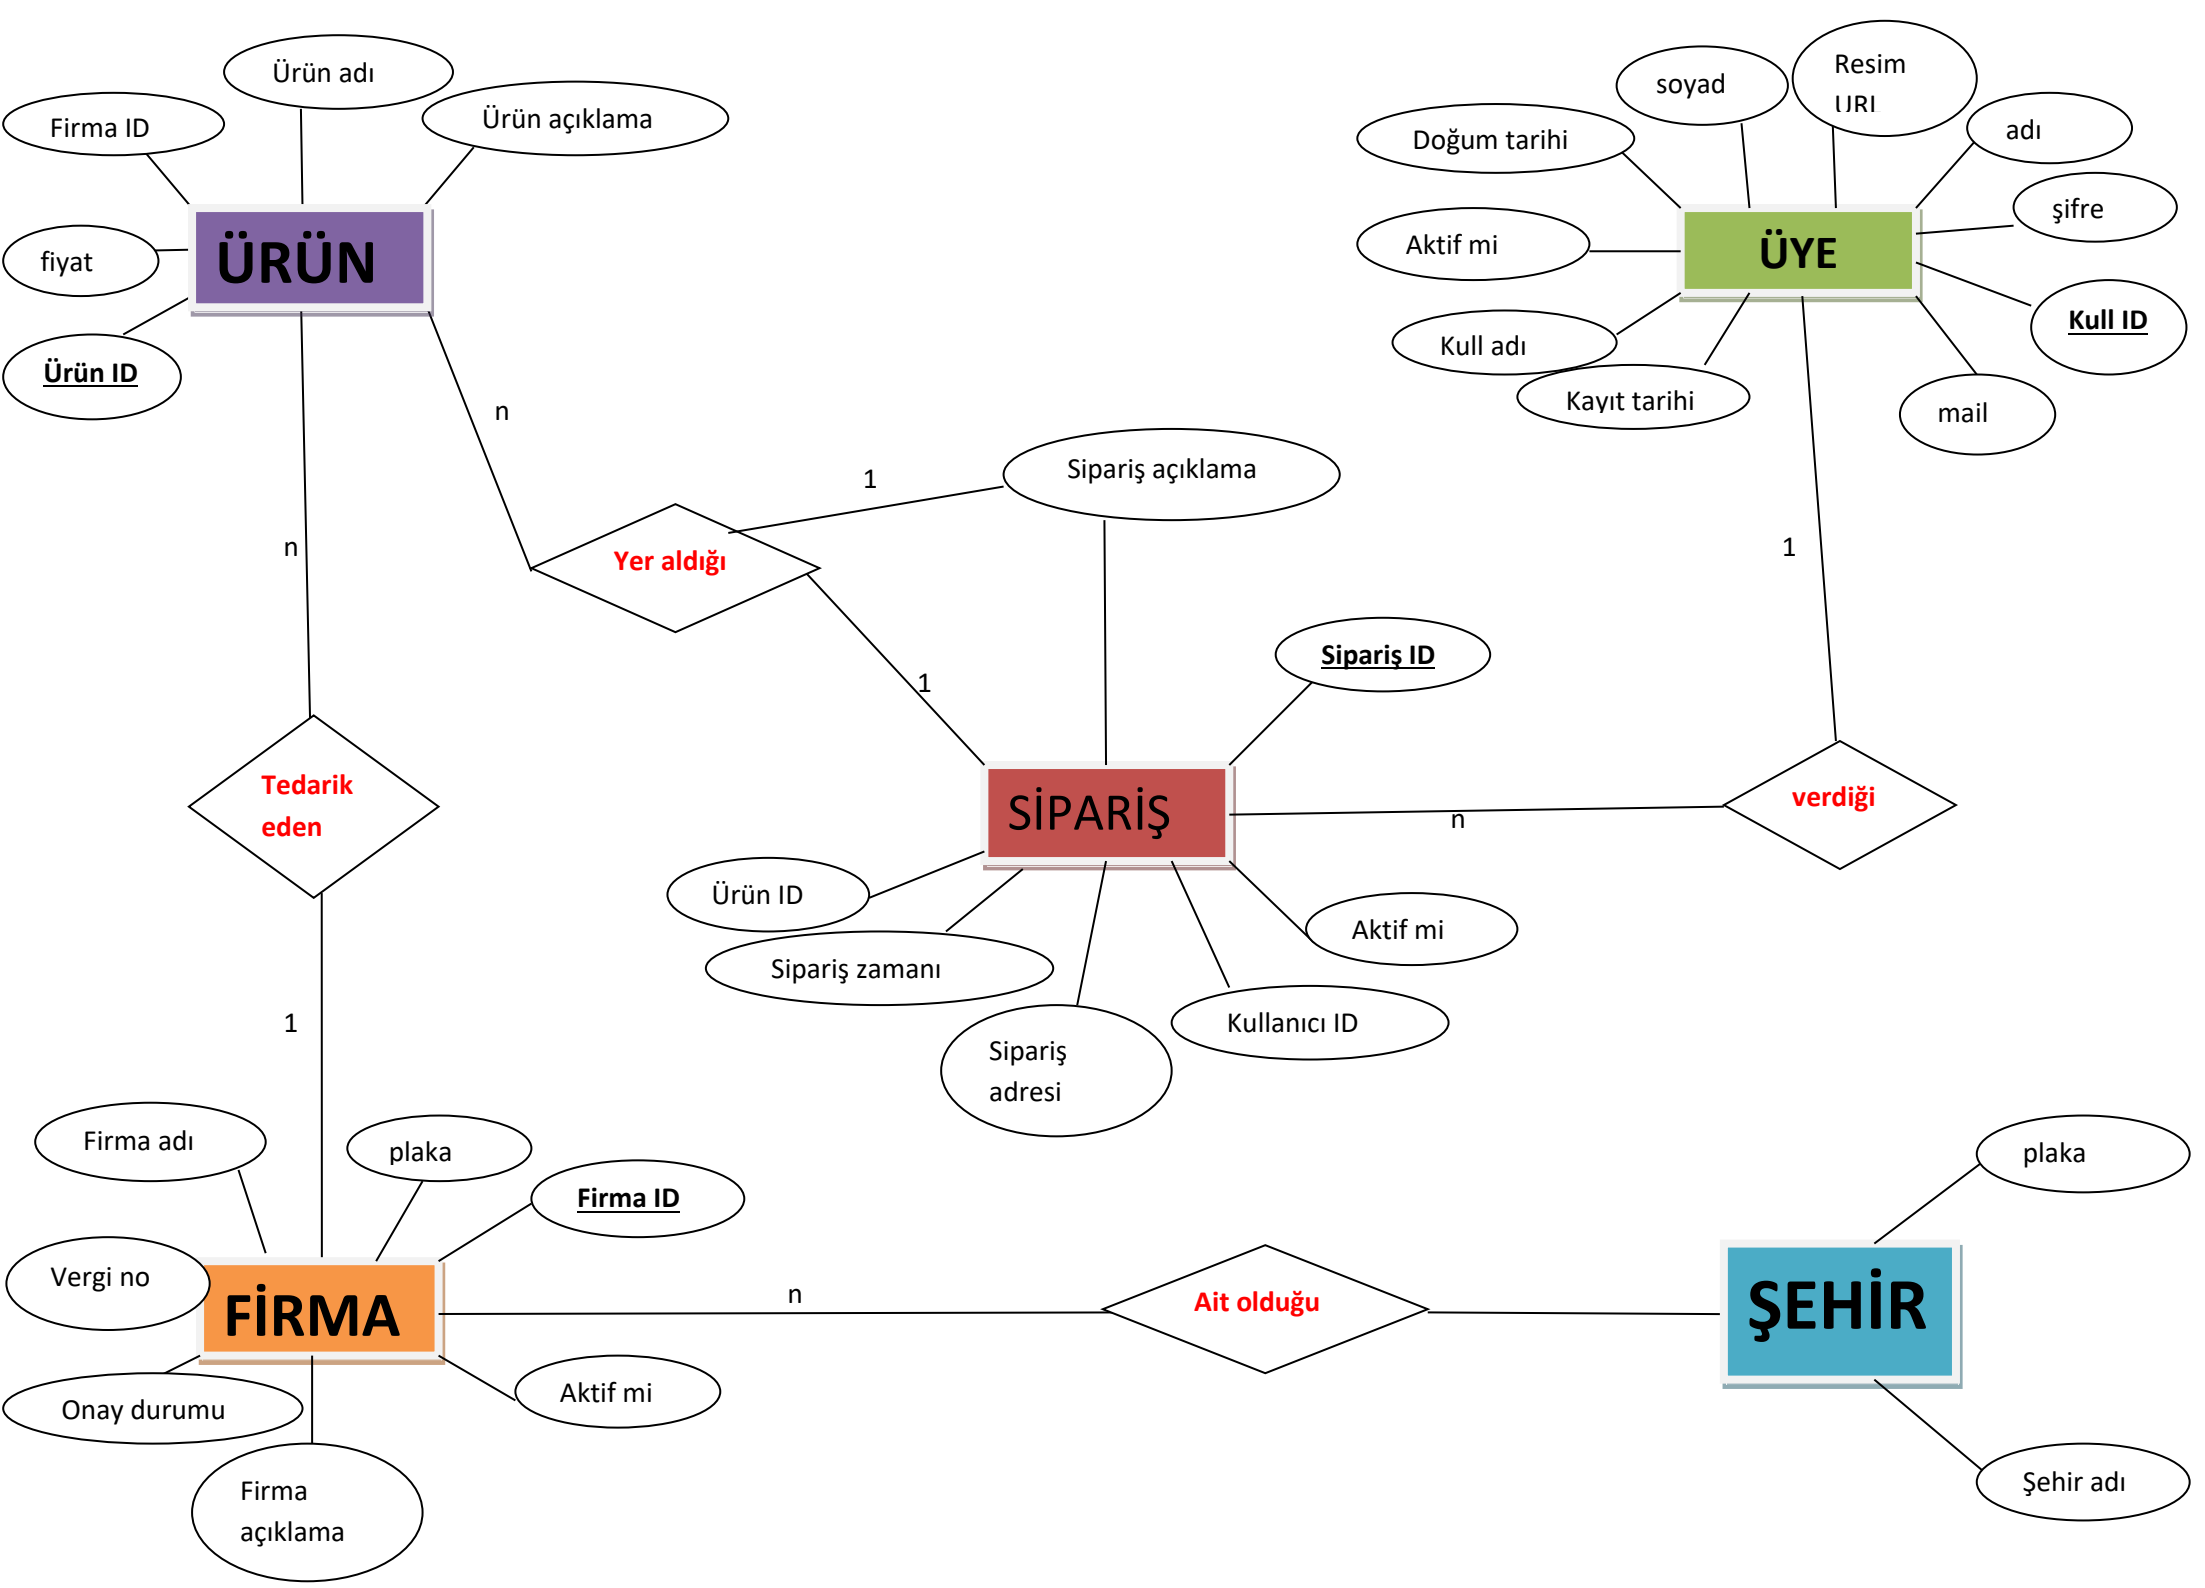 Ürün adı
Firma ID
Ürün açıklama
fiyat
ÜRÜN
Ürün ID
soyad
Resim
URL
Doğum tarihi
adı
şifre
Aktif mi
ÜYE
Kull ID
Kull adı
Kayıt tarihi
mail
n
1
Sipariş açıklama
n
Yer aldığı
1
1
Sipariş ID
Tedarik
eden
SİPARİŞ
n
verdiği
Ürün ID
Sipariş zamanı
Aktif mi
Kullanıcı ID
Sipariş
adresi
1
Firma adı
plaka
Firma ID
Vergi no
FİRMA
n
Ait olduğu
ŞEHİR
plaka
Onay durumu
Aktif mi
Firma
açıklama
Şehir adı